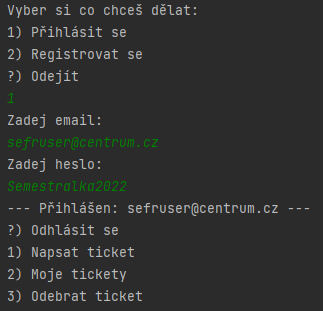 Vyber si co chceš dělat:
1) Přihlásit se
2) Registrovat se
?) Odejít
1
Zadej email:
sefruser@centrum.cz
Zadej heslo:
Semestralka2022
--- Přihlášen: sefruser@centrum.cz ---
?) Odhlásit se
1) Napsat ticket
2) Moje tickety
3) Odebrat ticket